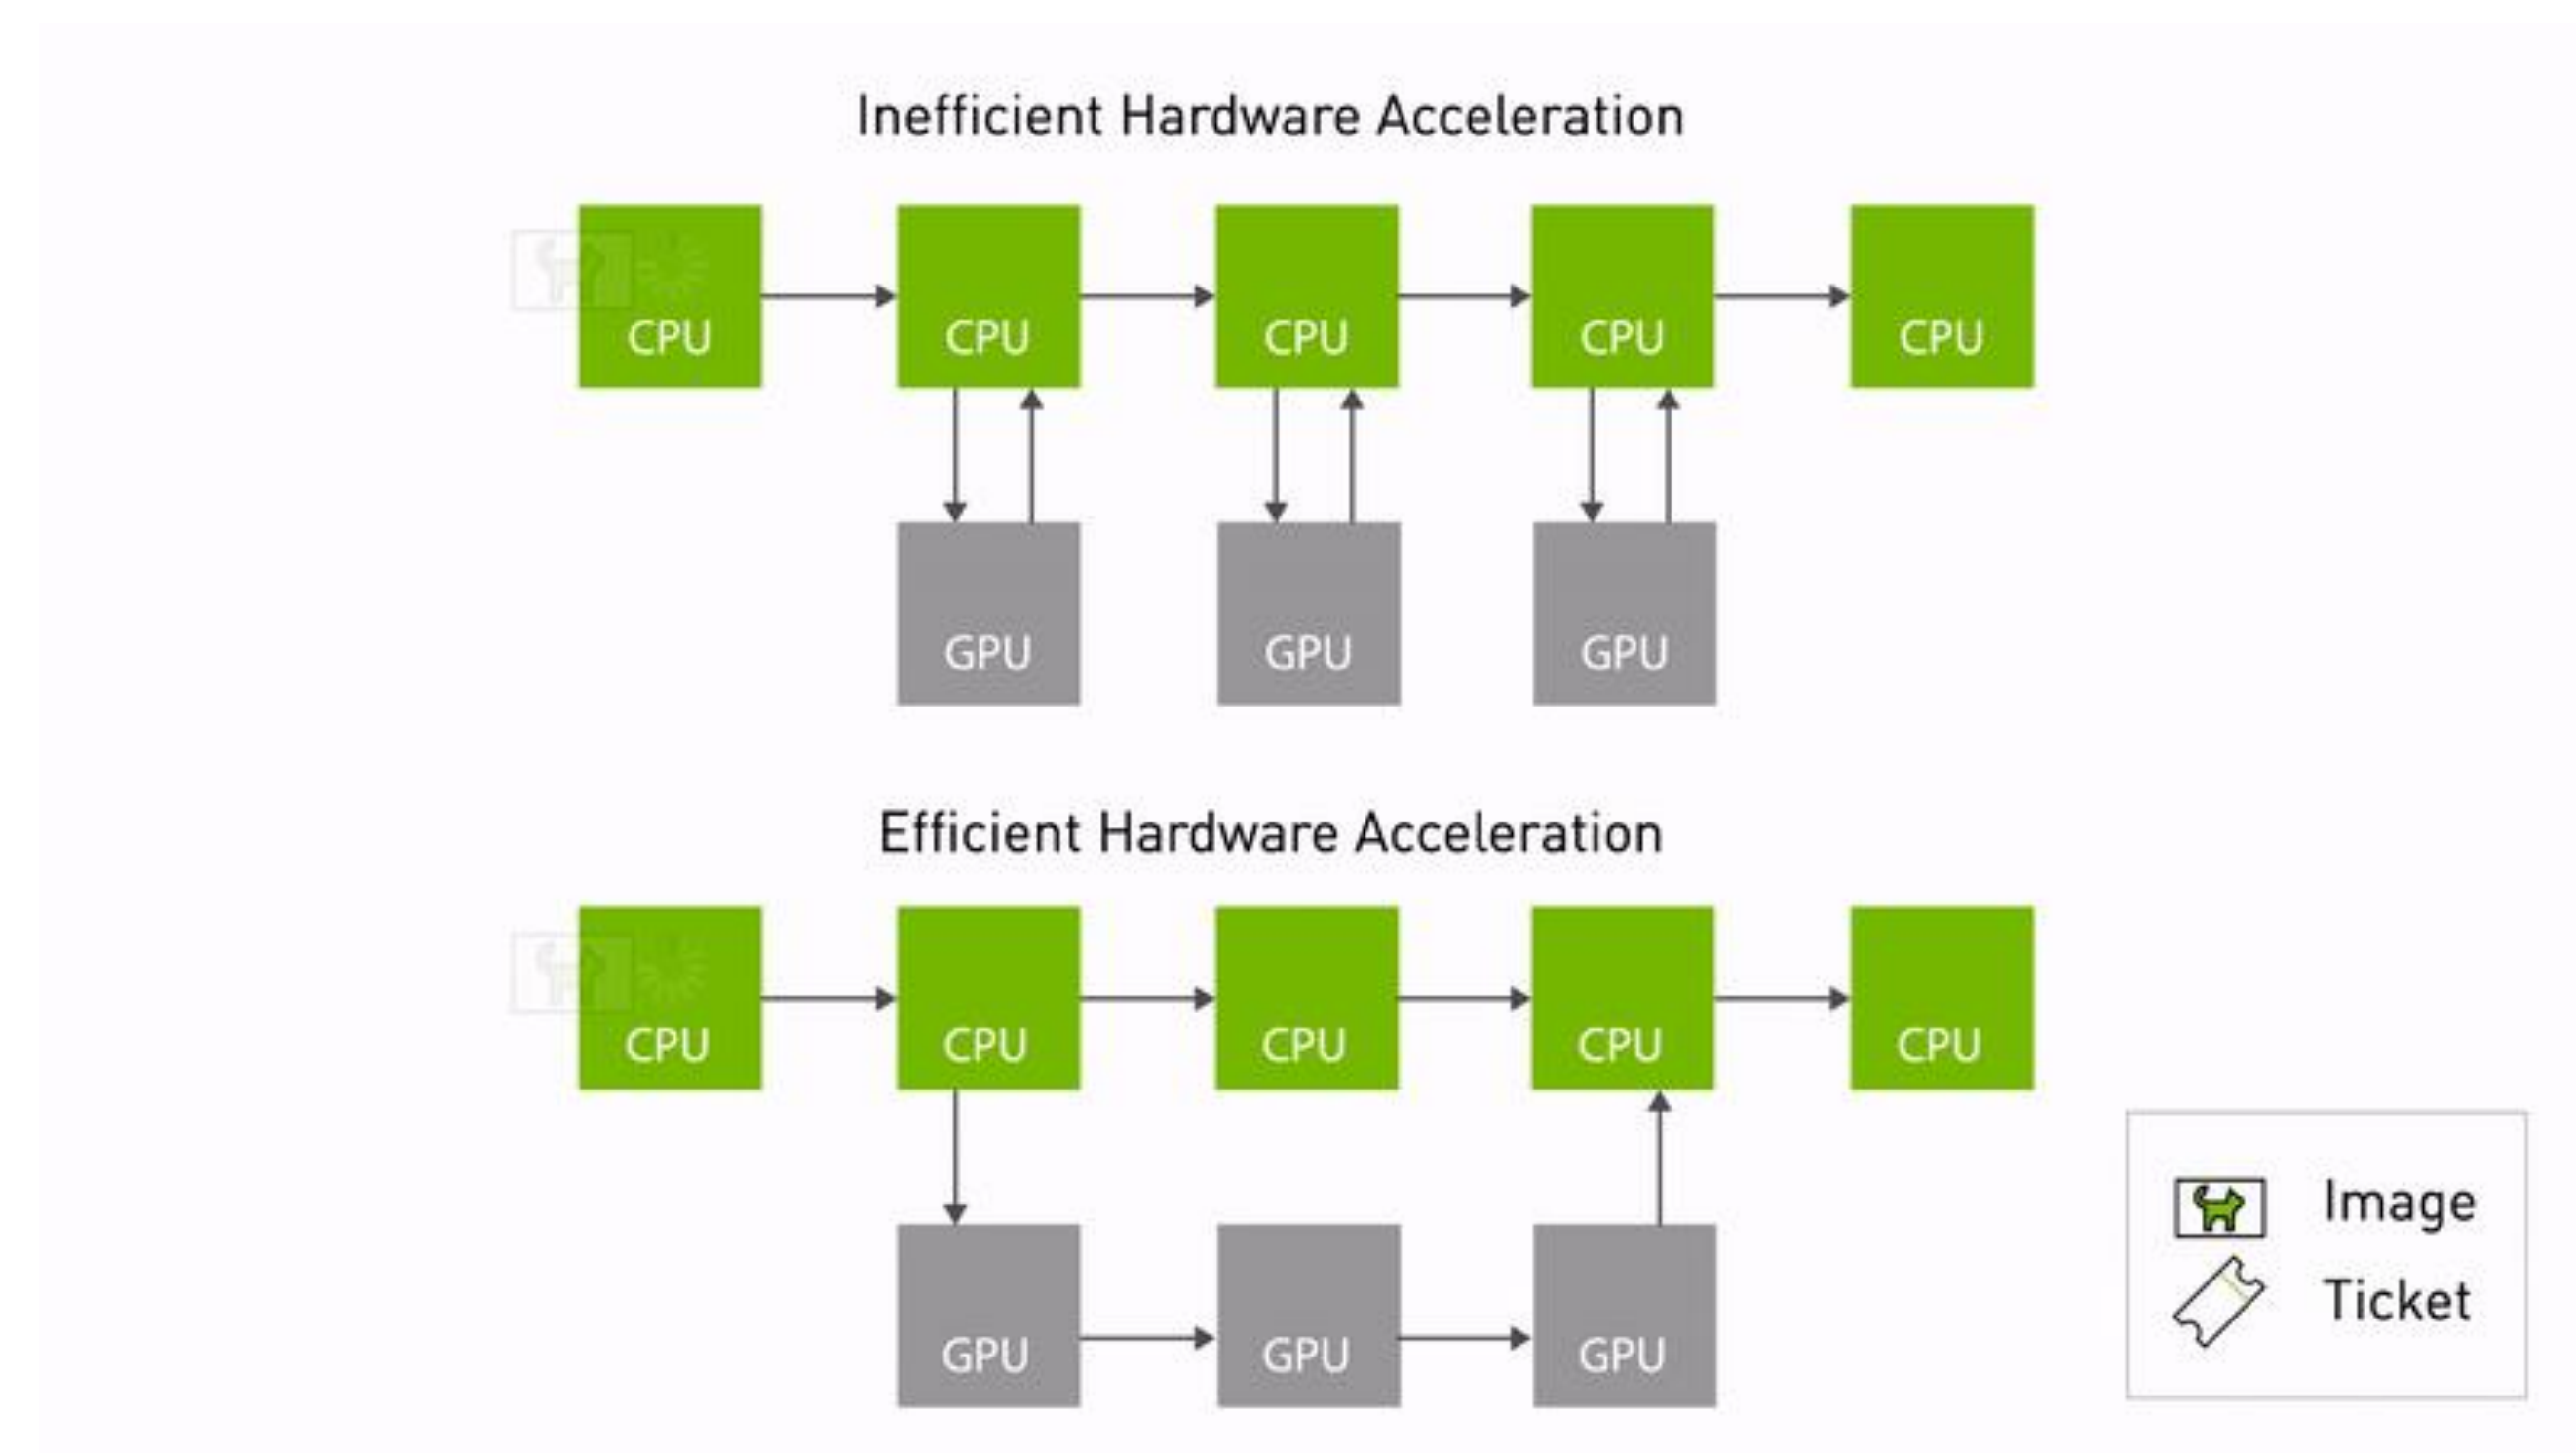 Inefficient Hardware Acceleration
CPU CPU CPU CPU CPU
GPU GPU GPU
Efficient Hardware Acceleration
CPU CPU CPU CPU CPU
GPU GPU GPU
Image
Ticket